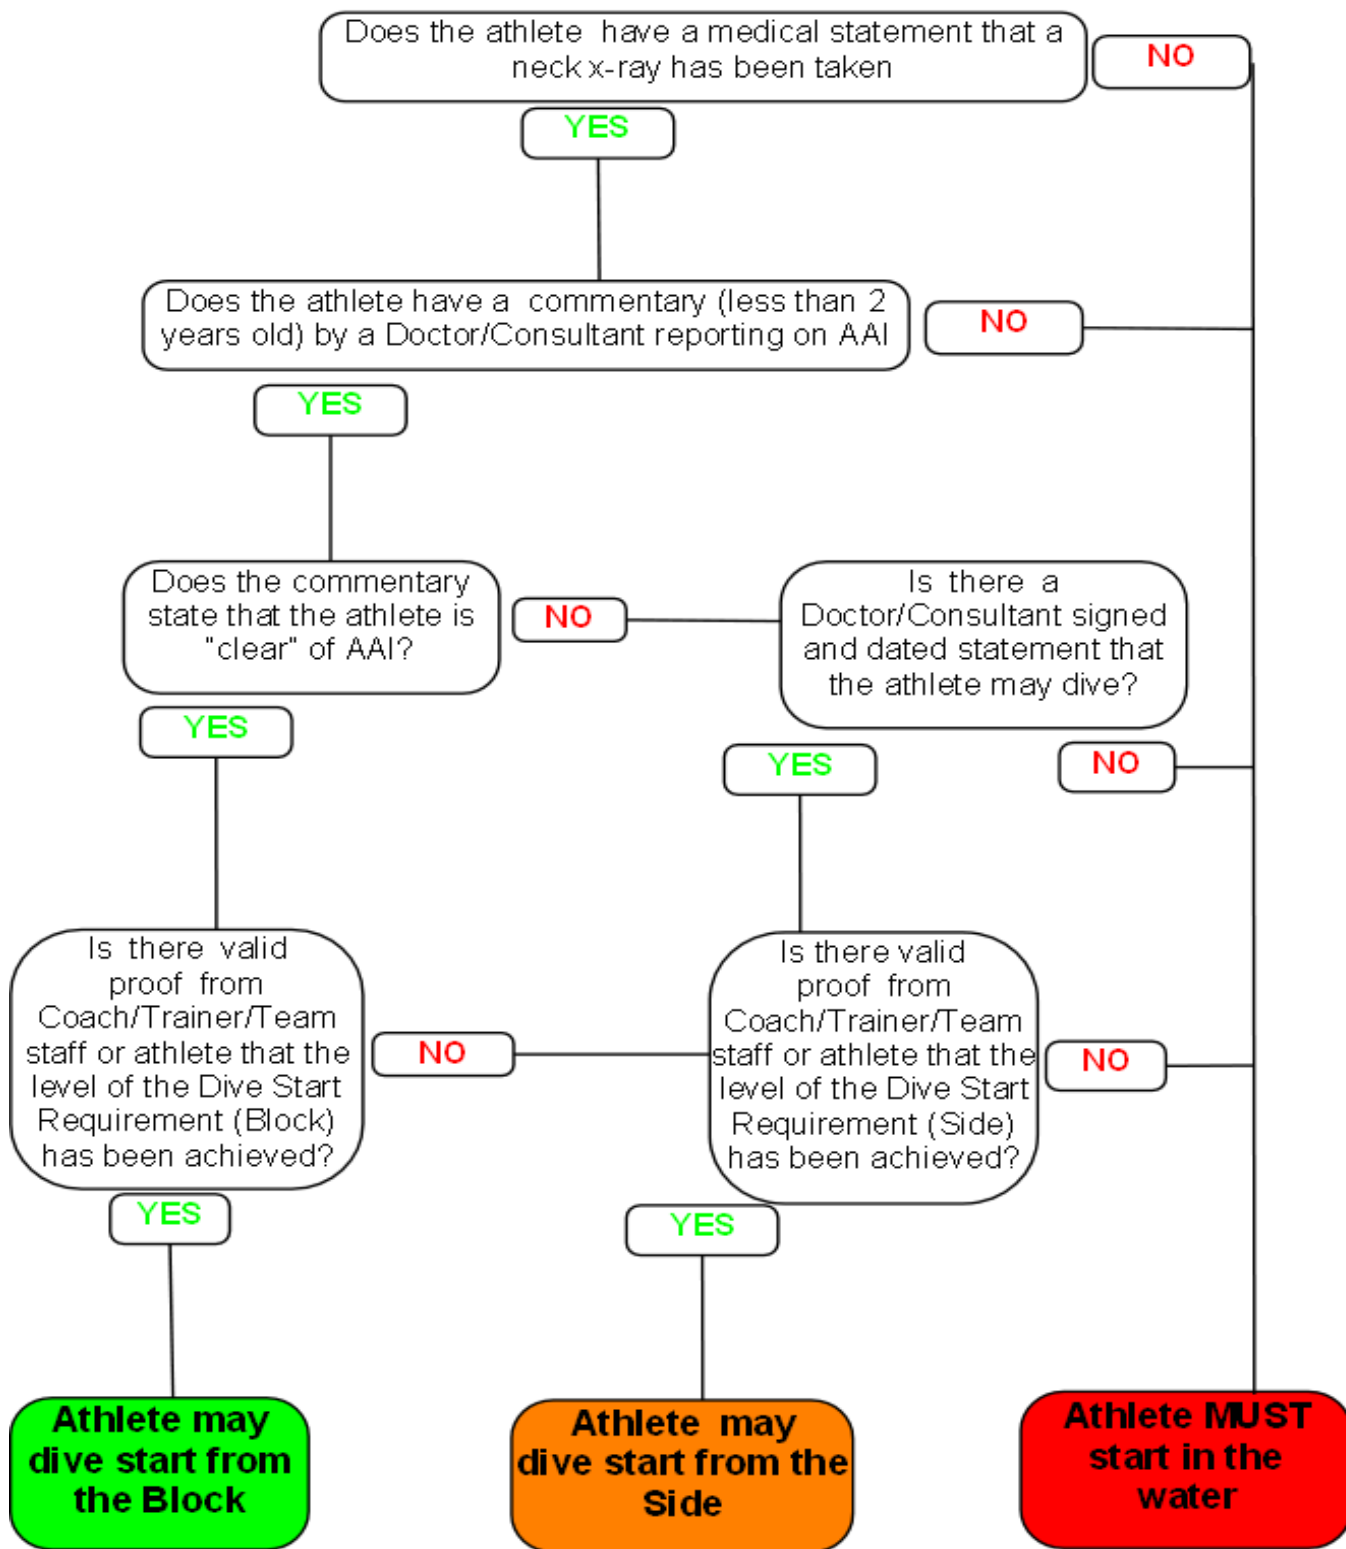 Does the athlete have a medical statement that a
neck x-ray has been taken
NO
YES
Does the athlete have a commentary (less than 2
years old) by a Doctor/Consultant reporting on AAI
NO
YES
Does the commentary
state that the athlete is
"clear" of AAI?
NO
Is there a
Doctor/Consultant signed
and dated statement that
the athlete may dive?
YES
YES
NO
Is there valid
proof from
Coach/Trainer/Team
staff or athlete that the
level of the Dive Start
Requirement (Block)
has been achieved?
NO
Is there valid
proof from
Coach/Trainer/Team
staff or athlete that the
level of the Dive Start
Requirement (Side)
has been achieved?
NO
YES
YES
Athlete may
dive start from
the Block
Athlete may
dive start from the
Side
Athlete MUST
start in the
water